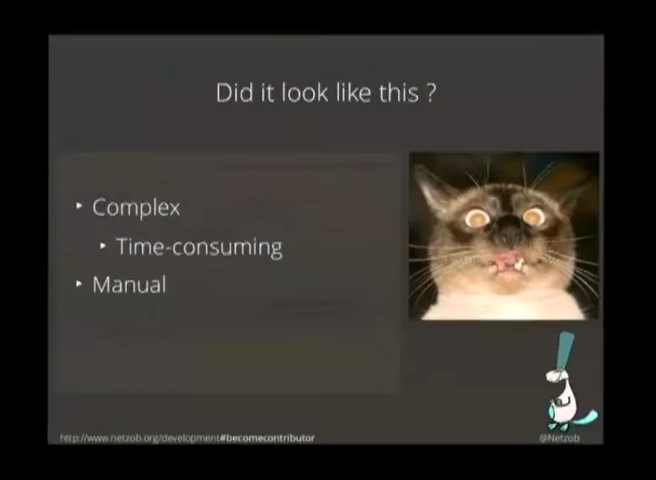 Did it look like this ?
‣ Complex
‣ Time-consuming
‣ Manual
http://www.netzob.org/development#becomecontributor
@Netzob